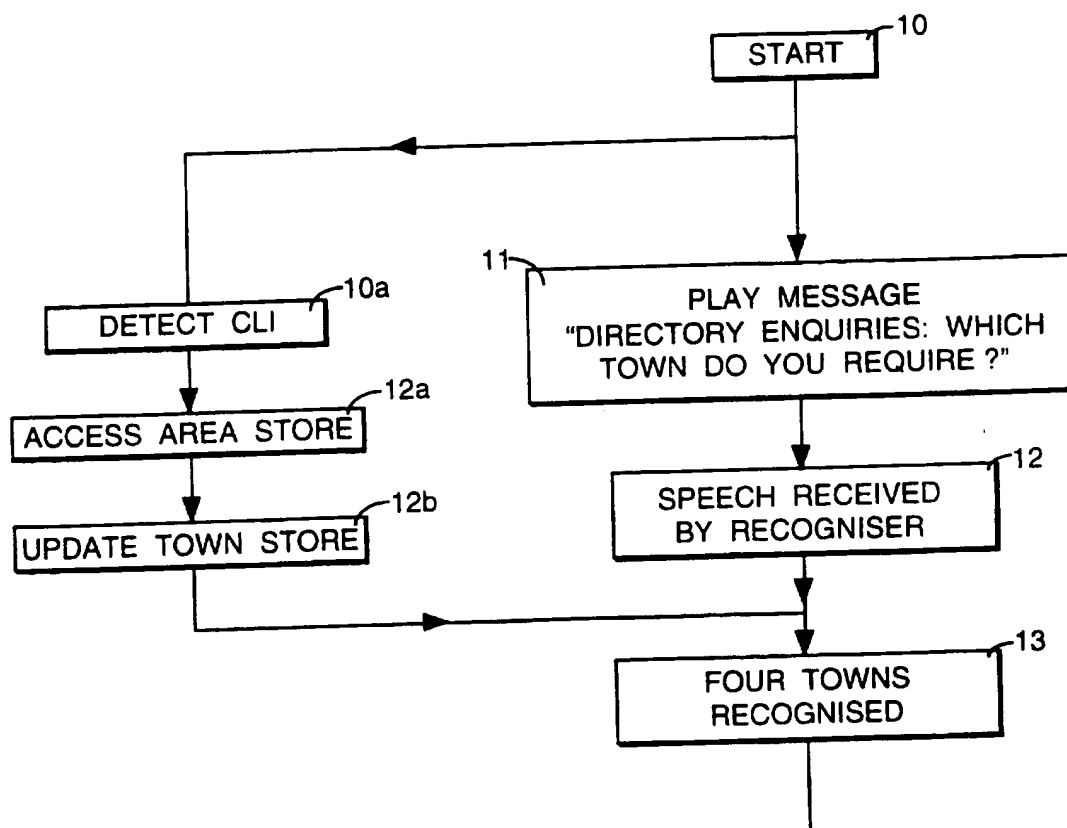 10
START
11
PLAY MESSAGE
“DIRECTORY ENQUIRIES: WHICH
TOWN DO YOU REQUIRE ?”
10a
DETECT CLI
12a
ACCESS AREA STORE
12b
UPDATE TOWN STORE
12
SPEECH RECEIVED
BY RECOGNISER
13
FOUR TOWNS
RECOGNISED